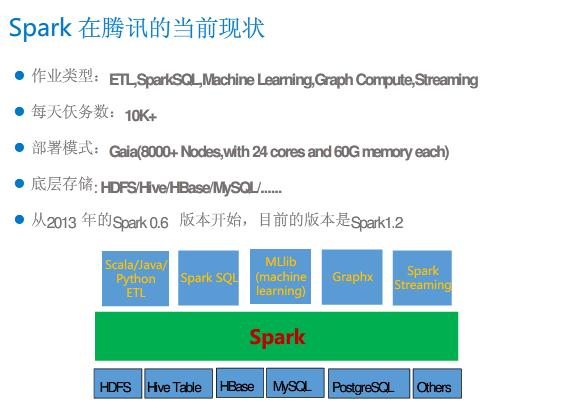 Spark 在腾讯的当前现状
作业类型：ETL,SparkSQL,Machine Learning,Graph Compute,Streaming
每天任务数：10K+
部署模式：Gaia(8000+ Nodes,with 24 cores and 60G memory each)
底层存储：HDFS/Hive/HBase/MySQL/......
从2013 年的Spark 0.6 版本开始，目前的版本是Spark1.2
Scala/Java/
Python
ETL
Spark SQL
MLlib
(machine
learning)
Graphx
Spark
Streaming
Spark
HDFS
Hive Table
HBase
MySQL
PostgreSQL
Others